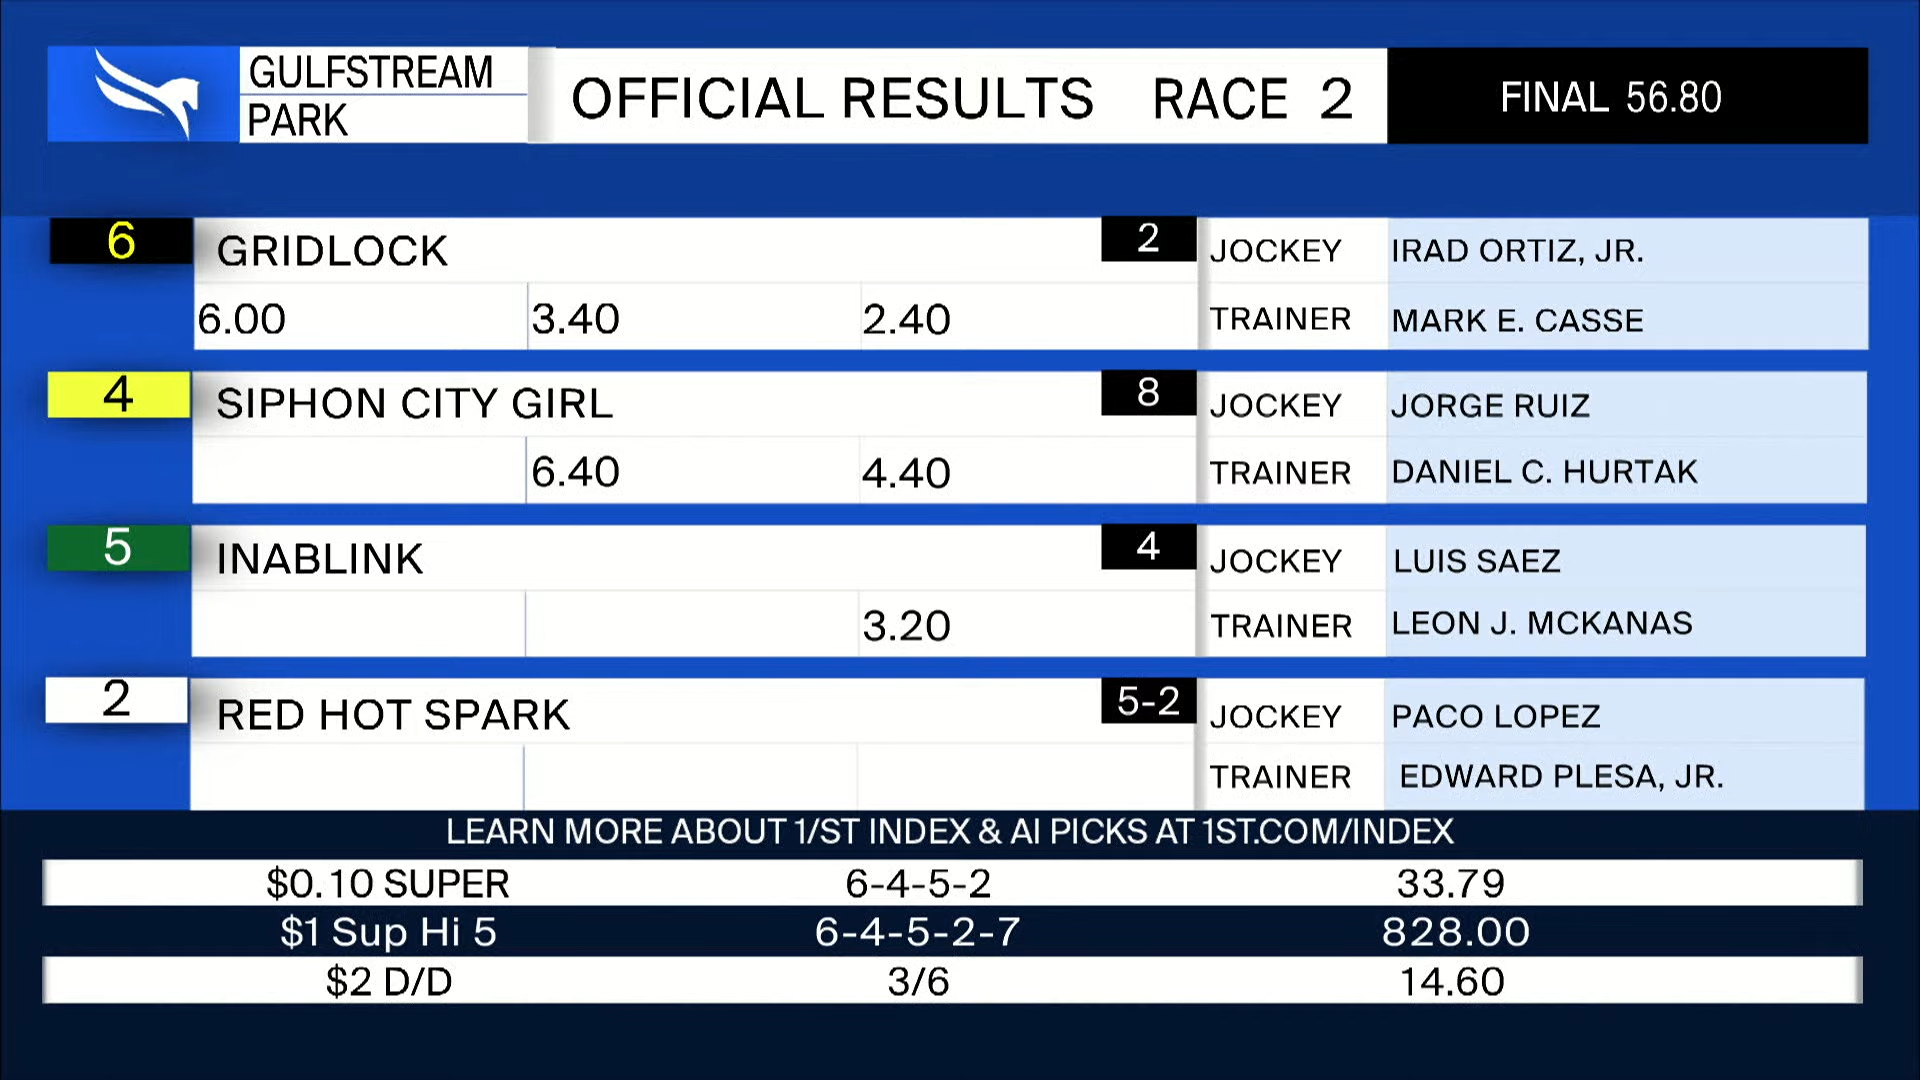 GULFSTREAM
PARK
OFFICIAL RESULTS RACE 2
FINAL 56.80
6 GRIDLOCK 2 JOCKEY IRAD ORTIZ, JR.
6.00 3.40 2.40 TRAINER MARK E. CASSE
4 SIPHON CITY GIRL 8 JOCKEY JORGE RUIZ
6.40 4.40 TRAINER DANIEL C. HURTAK
5 INABLINK 4 JOCKEY LUIS SAEZ
3.20 TRAINER LEON J. MCKANAS
2 RED HOT SPARK 5-2 JOCKEY PACO LOPEZ
TRAINER EDWARD PLESA, JR.
LEARN MORE ABOUT 1/ST INDEX & AI PICKS AT 1ST.COM/INDEX
$0.10 SUPER 6-4-5-2 33.79
$1 Sup Hi 5 6-4-5-2-7 828.00
$2 D/D 3/6 14.60